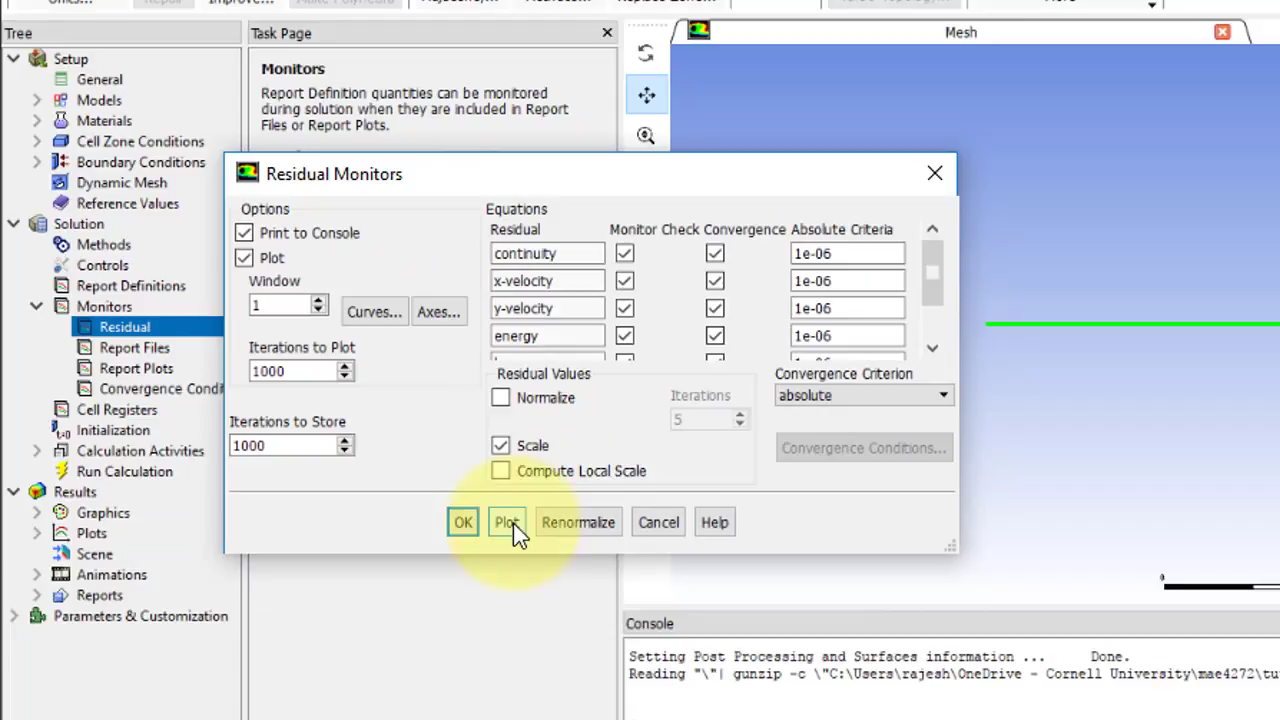 Tree
Task Page
Mesh
Setup
General
Models
Materials
Cell Zone Conditions
Boundary Conditions
Dynamic Mesh
Reference Values
Solution
Methods
Controls
Report Definitions
Monitors
Residual
Report Files
Report Plots
Convergence Condi
Cell Registers
Initialization
Calculation Activities
Run Calculation
Results
Graphics
Plots
Scene
Animations
Reports
Parameters & Customization
Monitors
Report Definition quantities can be monitored
during solution when they are included in Report
Files or Report Plots.
Residual Monitors
Options
Print to Console
Plot
Window
1
Curves...
Axes...
Iterations to Plot
1000
Iterations to Store
1000
Equations
Residual Monitor Check Convergence Absolute Criteria
continuity 1e-06
x-velocity 1e-06
y-velocity 1e-06
energy 1e-06
Residual Values
Normalize
Iterations
5
Scale
Compute Local Scale
Convergence Criterion
absolute
Convergence Conditions...
OK Plot Renormalize Cancel Help
0
Console
Setting Post Processing and Surfaces information ... Done.
Reading "\"| gunzip -c \"C:\Users\rajesh\OneDrive - Cornell University\mae4272\tu